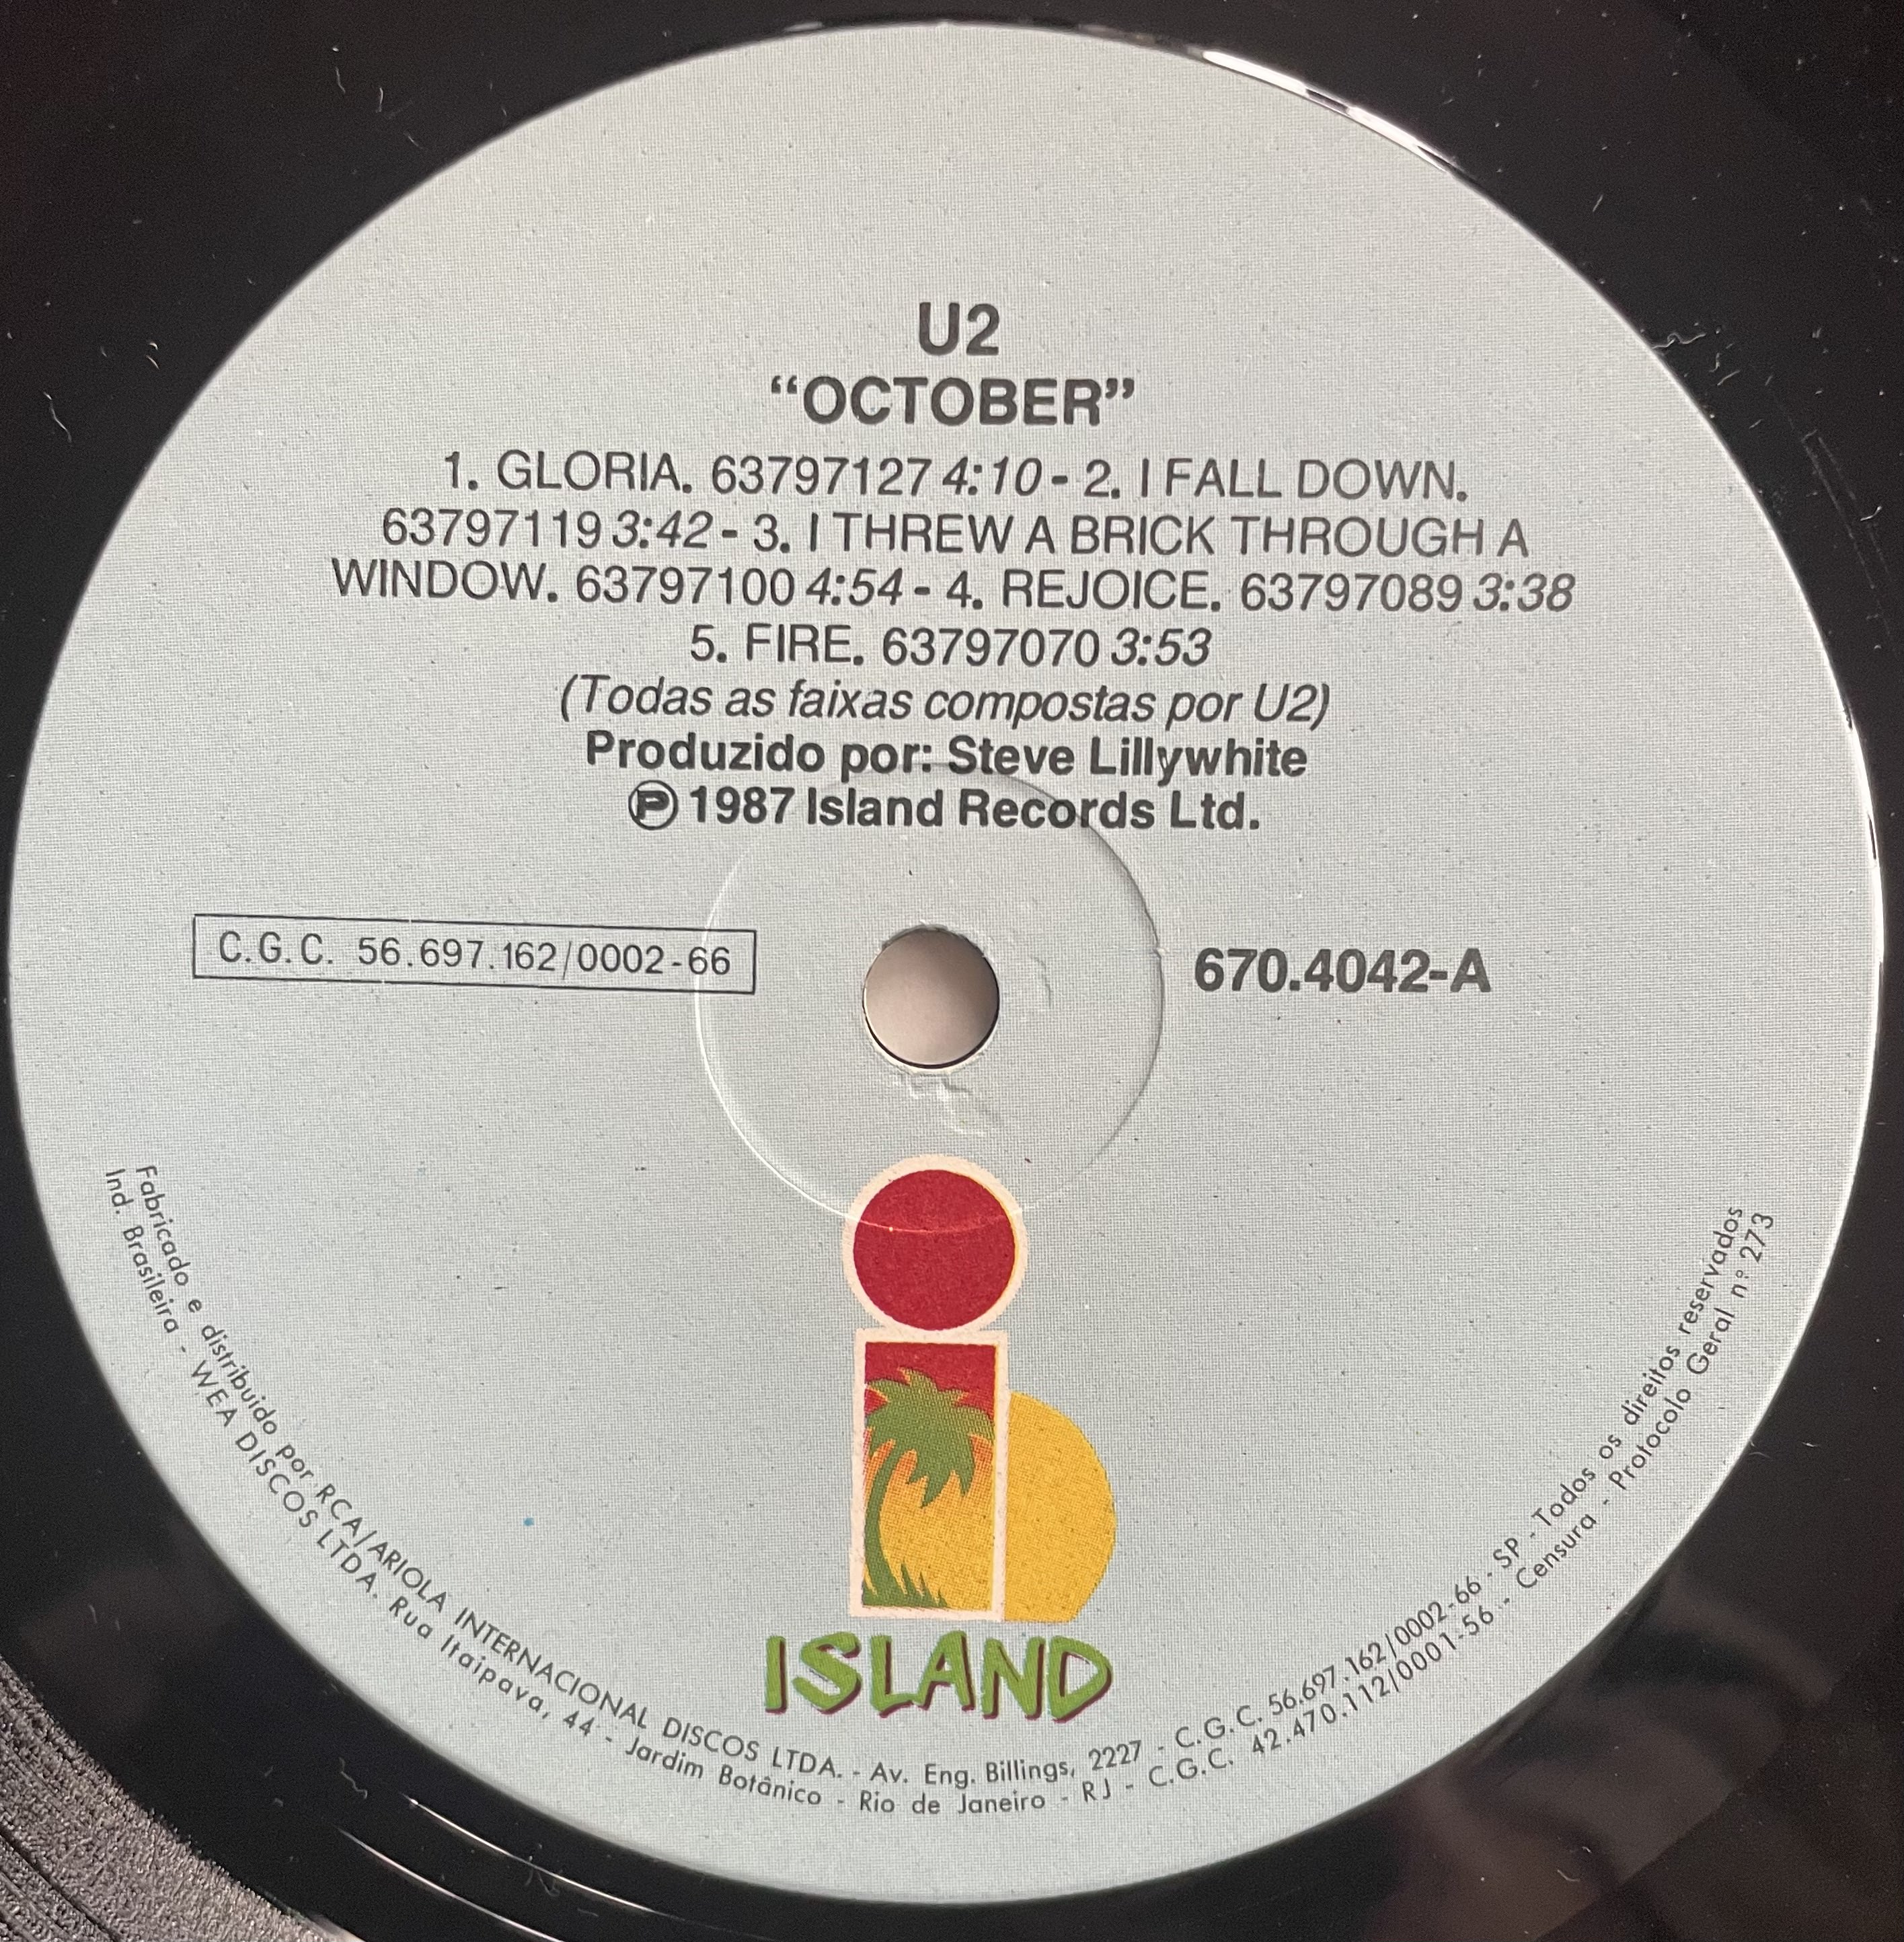 U2
“OCTOBER”
1. GLORIA. 63797127 4:10 - 2. I FALL DOWN.
63797119 3:42 - 3. I THREW A BRICK THROUGH A
WINDOW. 63797100 4:54 - 4. REJOICE. 63797089 3:38
5. FIRE. 63797070 3:53
(Todas as faixas compostas por U2)
Produzido por: Steve Lillywhite
Ⓟ 1987 Island Records Ltd.
C.G.C. 56.697.162/0002-66
670.4042-A
ISLAND
Fabricado e distribuido por RCA/ARIOLA INTERNACIONAL DISCOS LTDA. - Av. Eng. Billings, 2227 - C.G.C. 56.697.162/0002-66 - SP - Todos os direitos reservados
Ind. Brasileira - WEA DISCOS LTDA. Rua Itaipava, 44 - Jardim Botânico - Rio de Janeiro - RJ - C.G.C. 42.470.112/0001-56 - Censura - Protocolo Geral nº 273